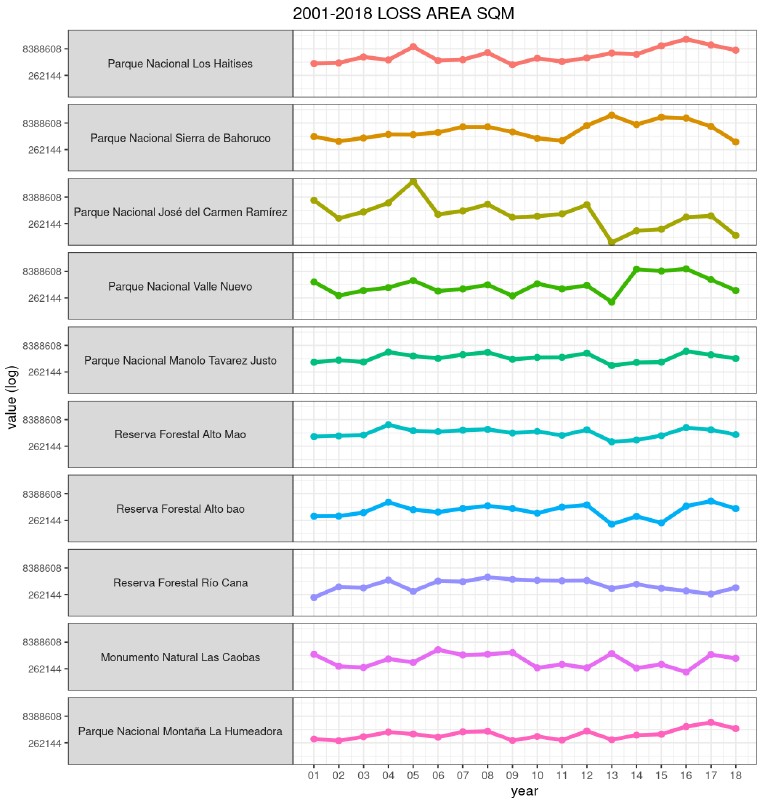 2001-2018 LOSS AREA SQM
8388608
262144
Parque Nacional Los Haitises
8388608
262144
Parque Nacional Sierra de Bahoruco
8388608
262144
Parque Nacional José del Carmen Ramírez
8388608
262144
Parque Nacional Valle Nuevo
8388608
262144
Parque Nacional Manolo Tavarez Justo
8388608
262144
Reserva Forestal Alto Mao
8388608
262144
Reserva Forestal Alto bao
8388608
262144
Reserva Forestal Río Cana
8388608
262144
Monumento Natural Las Caobas
8388608
262144
Parque Nacional Montaña La Humeadora
value (log)
01 02 03 04 05 06 07 08 09 10 11 12 13 14 15 16 17 18
year